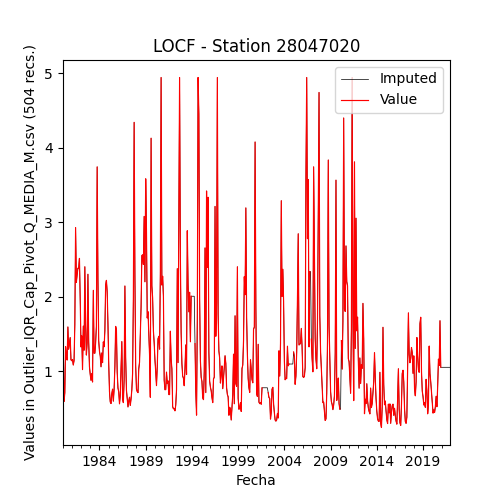 LOCF - Station 28047020
Imputed
Value
Values in Outlier_IQR_Cap_Pivot_Q_MEDIA_M.csv (504 recs.)
5
4
3
2
1
1984 1989 1994 1999 2004 2009 2014 2019
Fecha